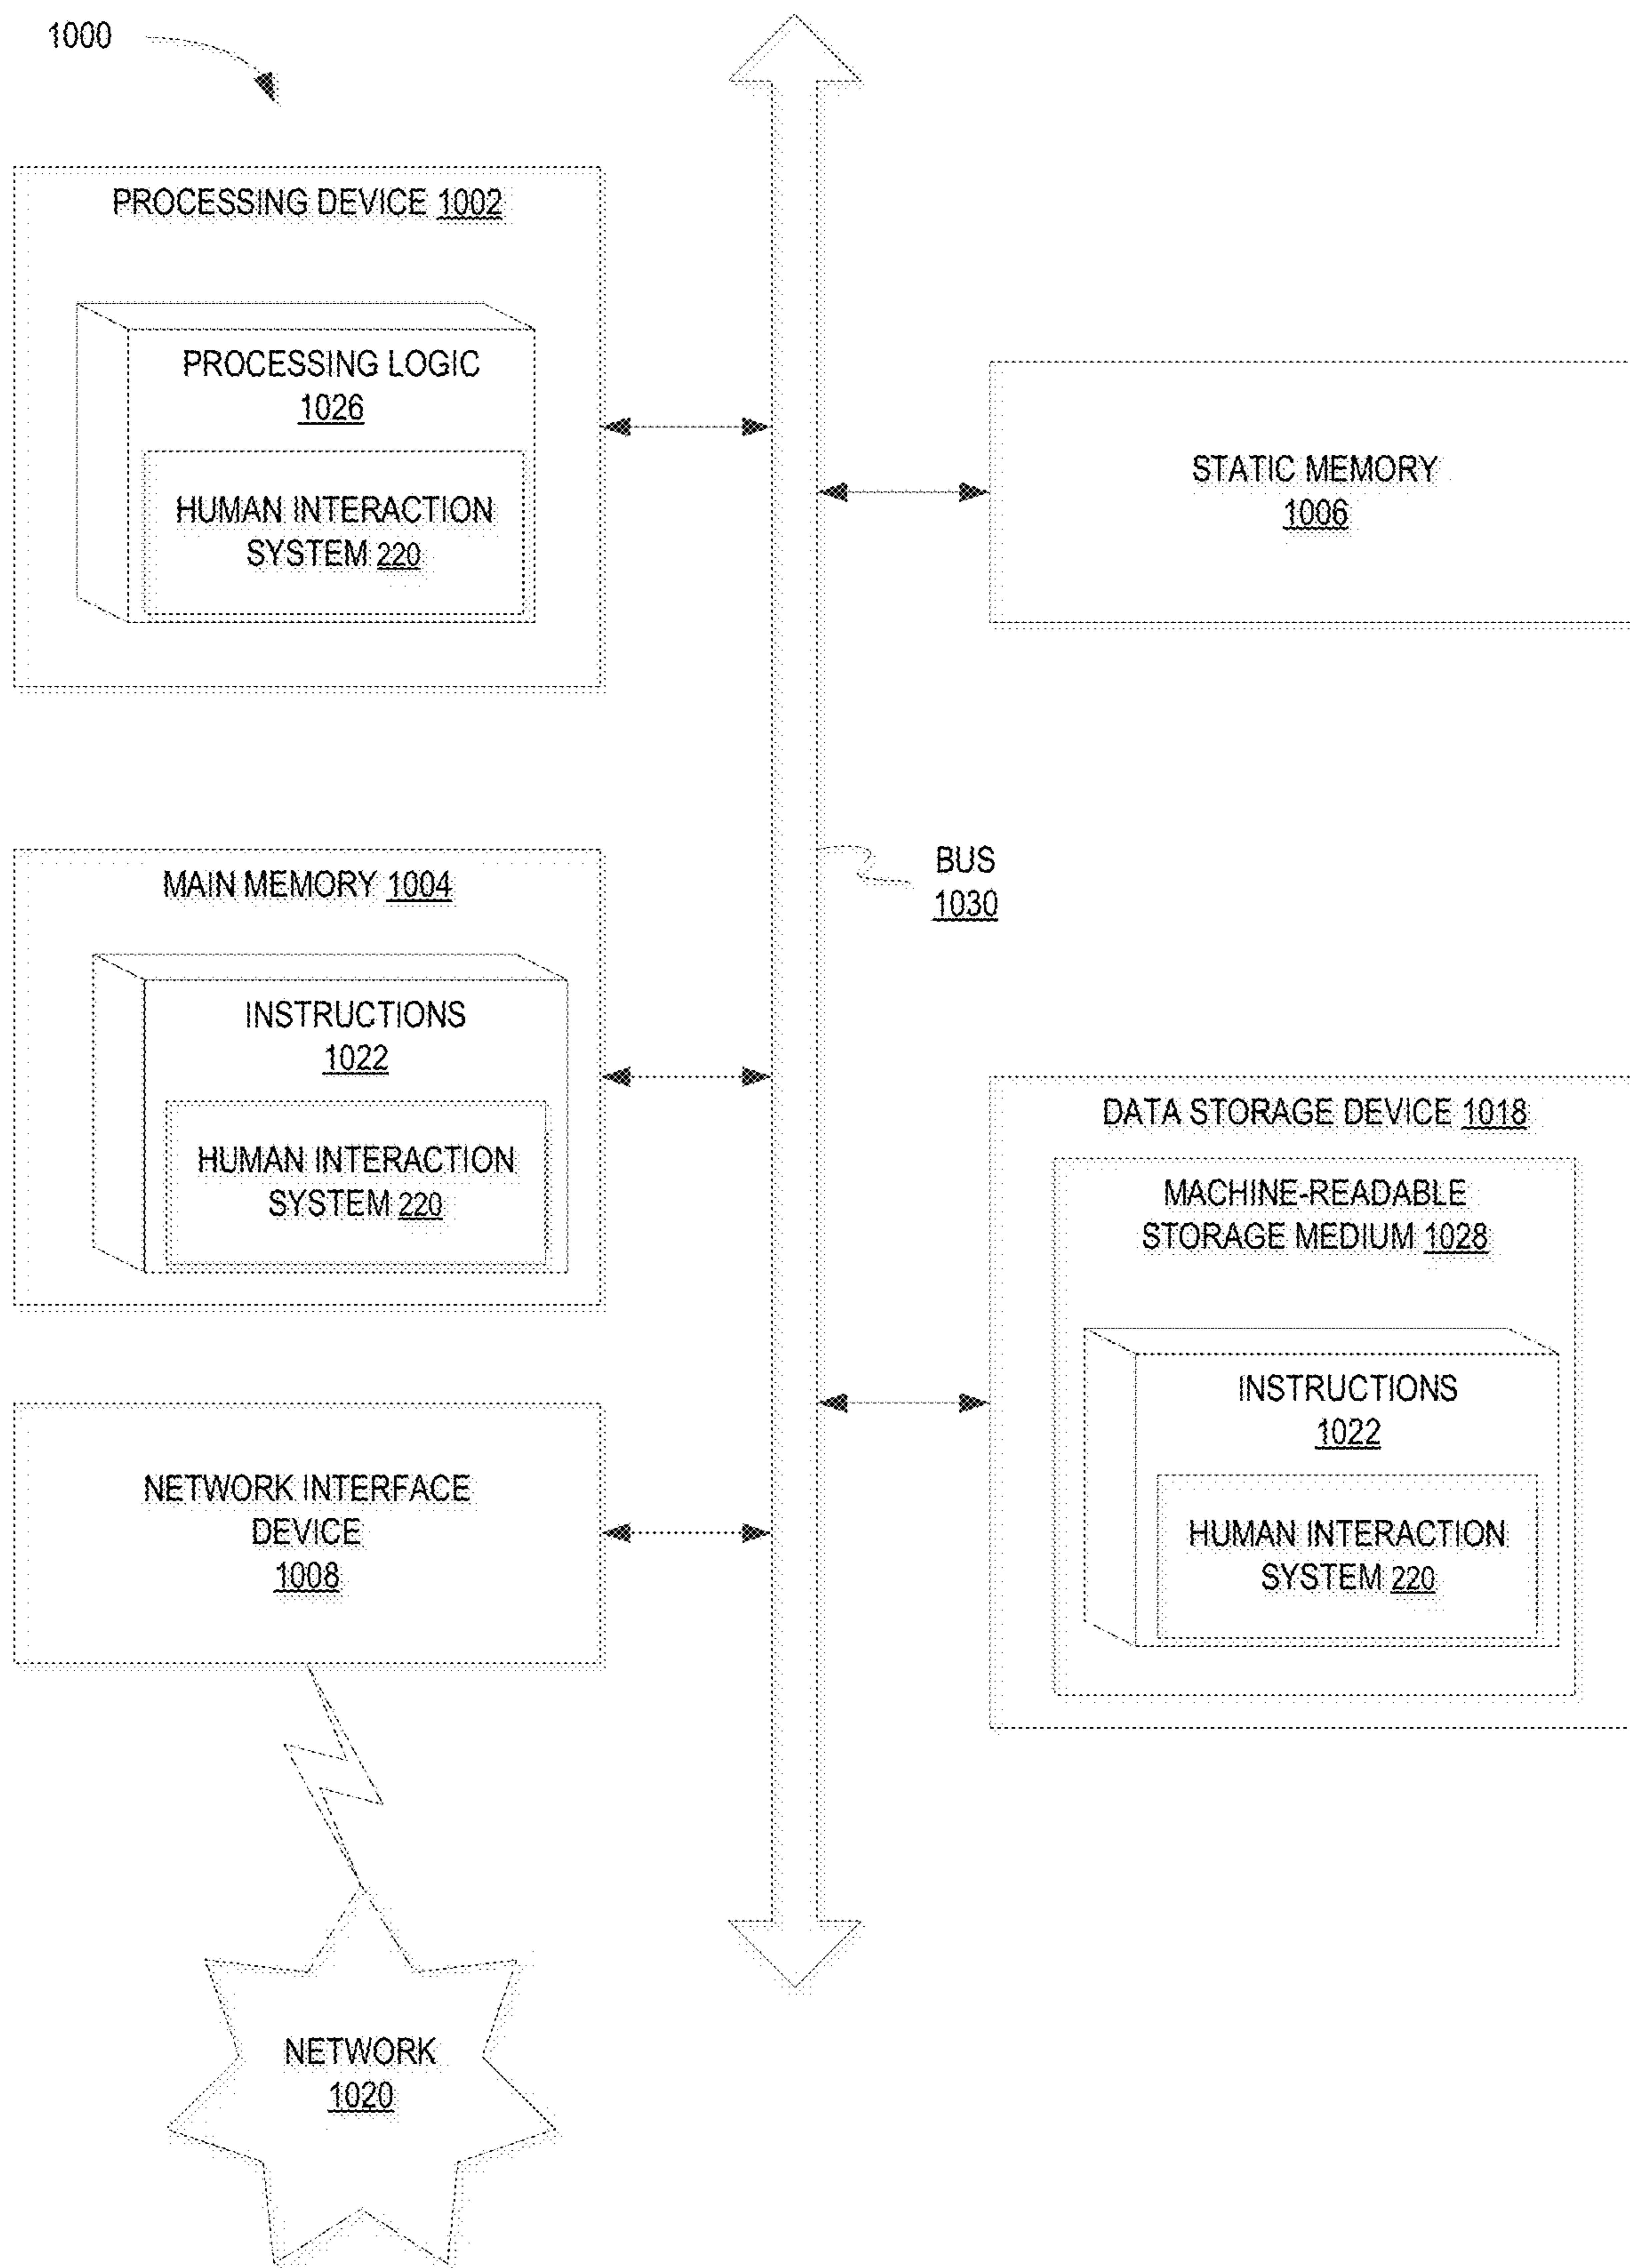 1000
PROCESSING DEVICE 1002
PROCESSING LOGIC
1026
HUMAN INTERACTION
SYSTEM 220
STATIC MEMORY
1006
MAIN MEMORY 1004
INSTRUCTIONS
1022
HUMAN INTERACTION
SYSTEM 220
BUS
1030
DATA STORAGE DEVICE 1018
MACHINE-READABLE
STORAGE MEDIUM 1028
INSTRUCTIONS
1022
HUMAN INTERACTION
SYSTEM 220
NETWORK INTERFACE
DEVICE
1008
NETWORK
1020